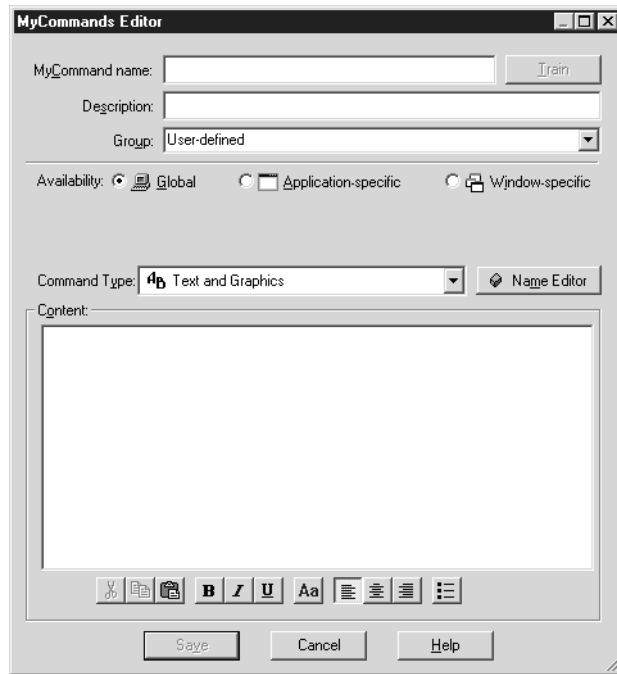 MyCommands Editor
MyCommand name: Train
Description:
Group: User-defined
Availability: Global Application-specific Window-specific
Command Type: AB Text and Graphics Name Editor
Content:
B I U Aa
Save Cancel Help